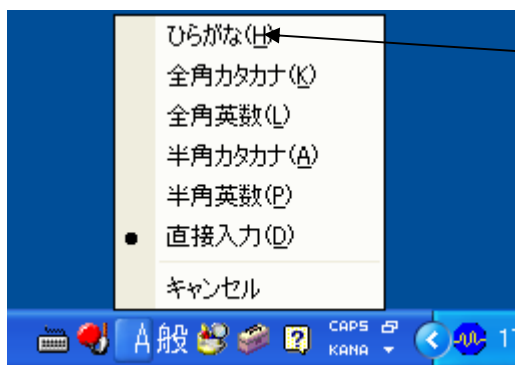 ひらがな(H)
全角カタカナ(K)
全角英数(L)
半角カタカナ(A)
半角英数(P)
直接入力(D)
キャンセル
A 般 CAPS
KANA